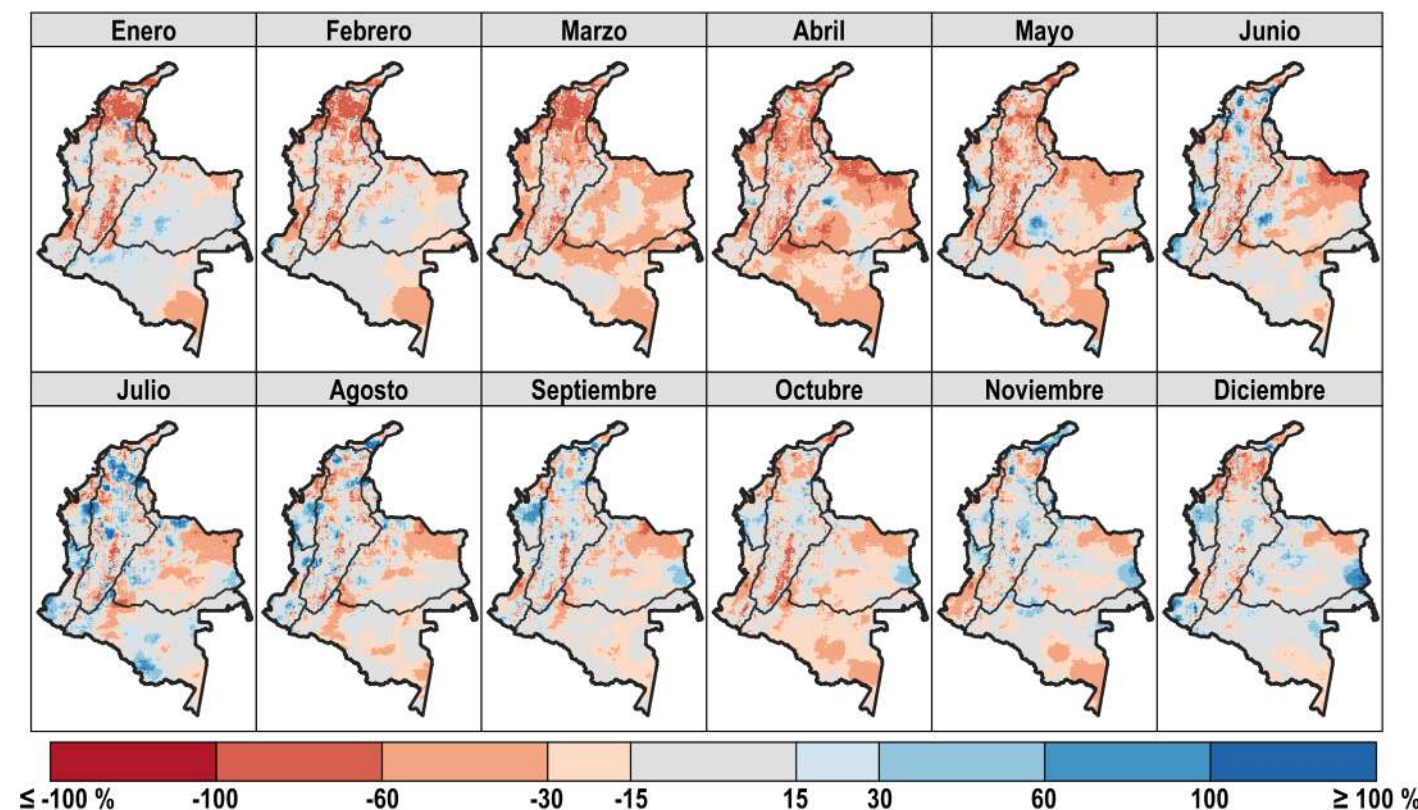 Enero Febrero Marzo Abril Mayo Junio
Julio Agosto Septiembre Octubre Noviembre Diciembre
≤ -100 % -100 -60 -30 -15 15 30 60 100 ≥ 100 %